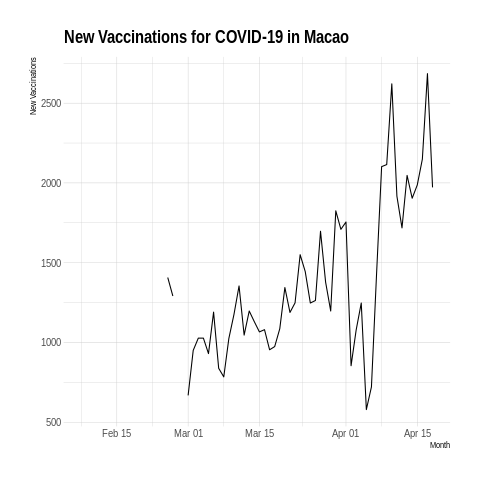 New Vaccinations for COVID-19 in Macao
New Vaccinations
2500
2000
1500
1000
500
Feb 15
Mar 01
Mar 15
Apr 01
Apr 15
Month